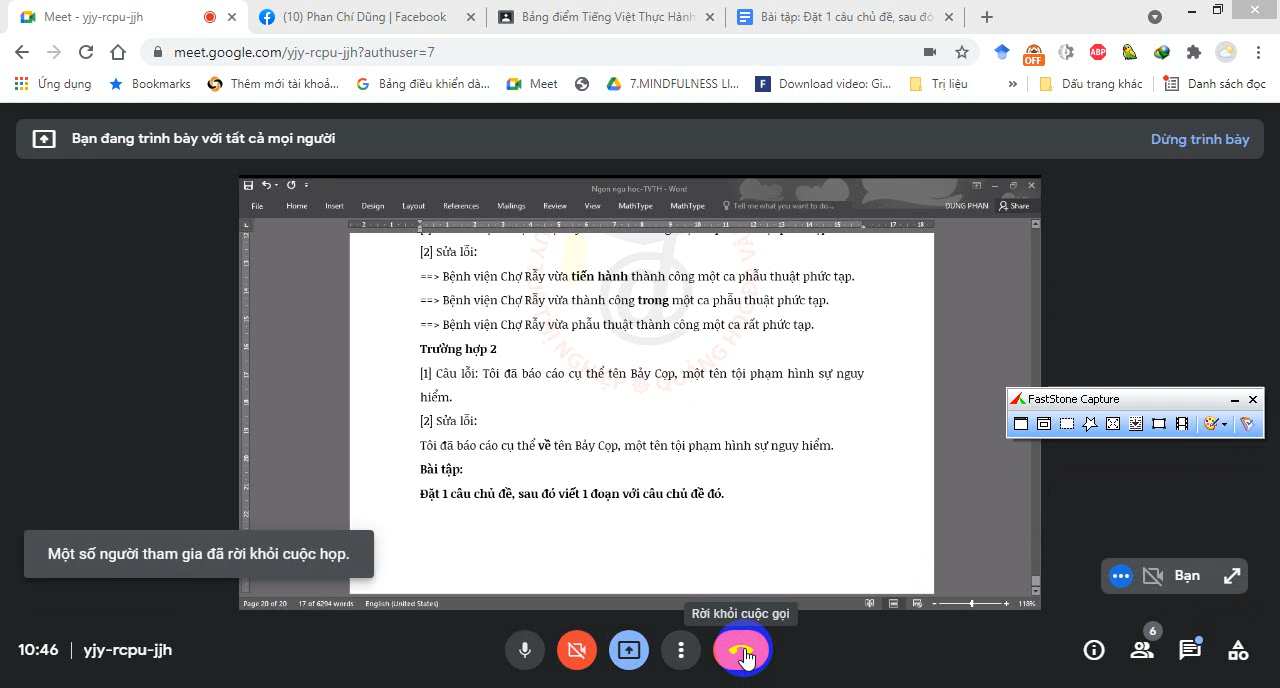 Meet - yjy-rcpu-jjh
(10) Phan Chí Dũng | Facebook
Bảng điểm Tiếng Việt Thực Hành
Bài tập: Đặt 1 câu chủ đề, sau đó
meet.google.com/yjy-rcpu-jjh?authuser=7
OFF
ABP
Ứng dụng
Bookmarks
Thêm mới tài khoả...
Bảng điều khiển dà...
Meet
7.MINDFULNESS LI...
Download video: Gi...
Trị liệu
»
Dấu trang khác
Danh sách đọc
Bạn đang trình bày với tất cả mọi người
Dừng trình bày
Ngon ngu hoc-TVTH - Word
File Home Insert Design Layout References Mailings Review View MathType MathType Tell me what you want to do... DUNG PHAN Share
[2] Sửa lỗi:
==> Bệnh viện Chợ Rẫy vừa tiến hành thành công một ca phẫu thuật phức tạp.
==> Bệnh viện Chợ Rẫy vừa thành công trong một ca phẫu thuật phức tạp.
==> Bệnh viện Chợ Rẫy vừa phẫu thuật thành công một ca rất phức tạp.
Trường hợp 2
[1] Câu lỗi: Tôi đã báo cáo cụ thể tên Bảy Cọp, một tên tội phạm hình sự nguy
hiểm.
[2] Sửa lỗi:
Tôi đã báo cáo cụ thể về tên Bảy Cọp, một tên tội phạm hình sự nguy hiểm.
Bài tập:
Đặt 1 câu chủ đề, sau đó viết 1 đoạn với câu chủ đề đó.
FastStone Capture
Một số người tham gia đã rời khỏi cuộc họp.
Bạn
Page 20 of 20 17 of 6294 words English (United States) 118%
Rời khỏi cuộc gọi
10:46 | yjy-rcpu-jjh
6